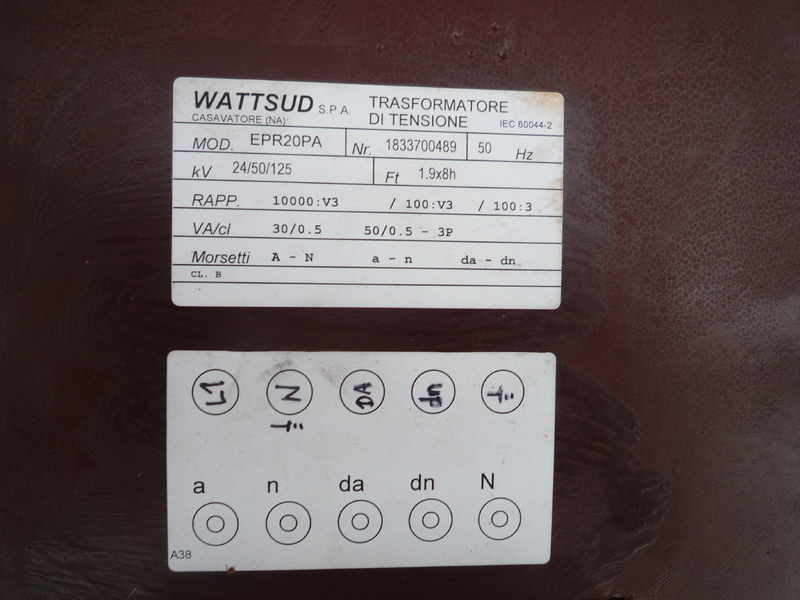 WATTSUD S.P.A. TRASFORMATORE
CASAVATORE (NA) DI TENSIONE IEC 60044-2
MOD. EPR20PA Nr. 1833700489 50 Hz
kV 24/50/125 Ft 1.9x8h
RAPP. 10000:V3 / 100:V3 / 100:3
VA/cl 30/0.5 50/0.5 - 3P
Morsetti A - N a - n da - dn
CL. B
L1 N DA dn
a n da dn N
A38